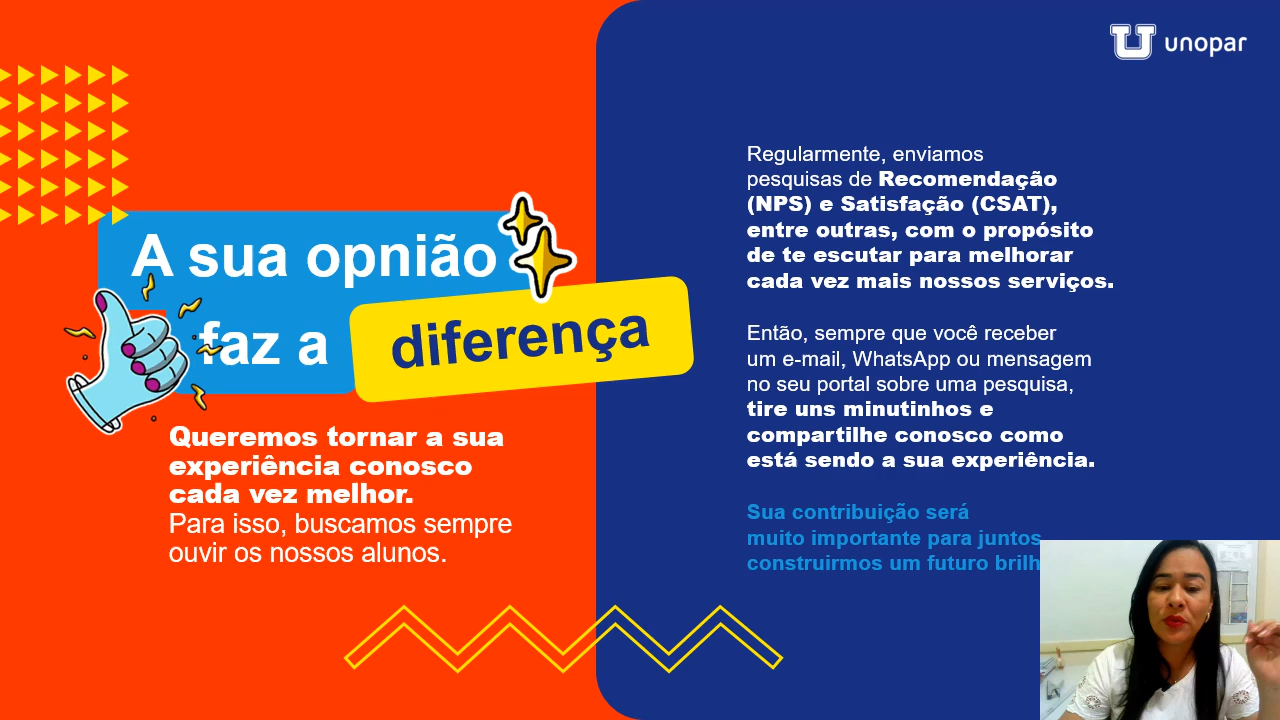 unopar
A sua opnião
faz a diferença
Queremos tornar a sua
experiência conosco
cada vez melhor.
Para isso, buscamos sempre
ouvir os nossos alunos.
Regularmente, enviamos
pesquisas de Recomendação
(NPS) e Satisfação (CSAT),
entre outras, com o propósito
de te escutar para melhorar
cada vez mais nossos serviços.
Então, sempre que você receber
um e-mail, WhatsApp ou mensagem
no seu portal sobre uma pesquisa,
tire uns minutinhos e
compartilhe conosco como
está sendo a sua experiência.
Sua contribuição será
muito importante para juntos
construirmos um futuro brilh